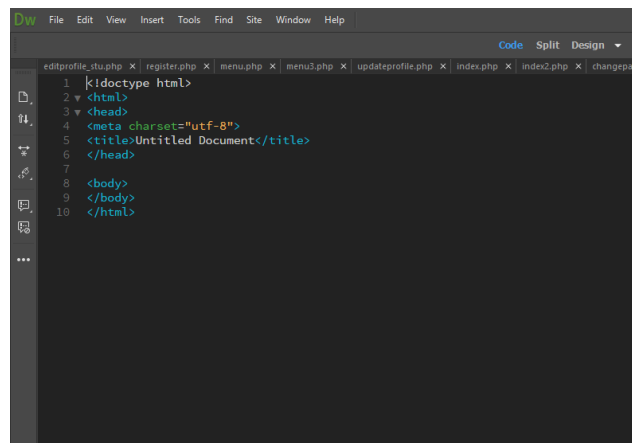 Dw File Edit View Insert Tools Find Site Window Help
Code Split Design
editprofile_stu.php register.php menu.php menu3.php updateprofile.php index.php index2.php changepa
1 <!doctype html>
2 <html>
3 <head>
4 <meta charset="utf-8">
5 <title>Untitled Document</title>
6 </head>
7
8 <body>
9 </body>
10 </html>